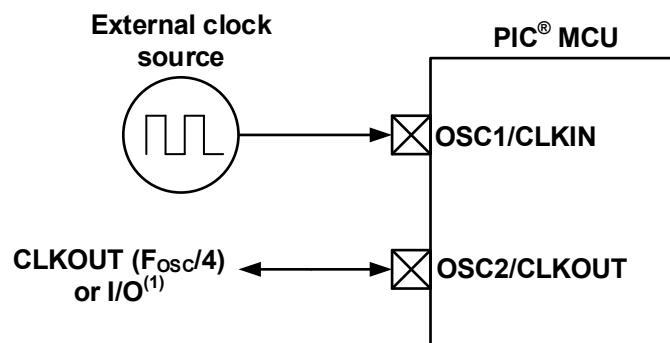 External clock
source
PIC® MCU
OSC1/CLKIN
CLKOUT (FOSC/4)
or I/O(1)
OSC2/CLKOUT